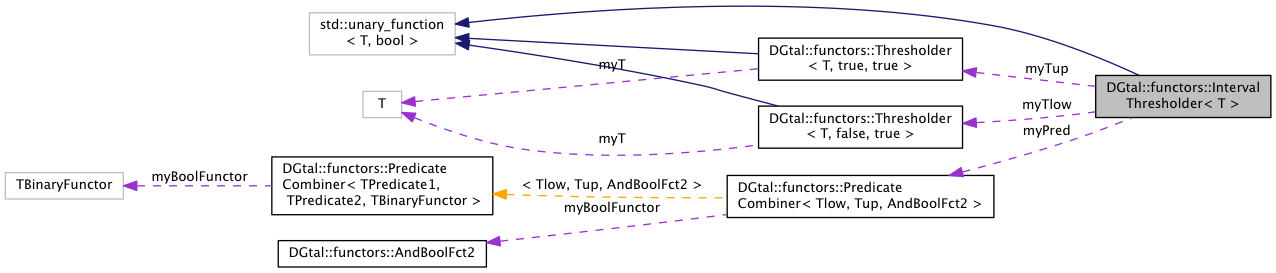 std::unary_function
< T, bool >
DGtal::functors::Thresholder
< T, true, true >
myT
myTup
DGtal::functors::Interval
Thresholder< T >
T
myTlow
DGtal::functors::Thresholder
< T, false, true >
myPred
myT
DGtal::functors::Predicate
Combiner< TPredicate1,
TPredicate2, TBinaryFunctor >
myBoolFunctor
TBinaryFunctor
< Tlow, Tup, AndBoolFct2 >
DGtal::functors::Predicate
Combiner< Tlow, Tup, AndBoolFct2 >
myBoolFunctor
DGtal::functors::AndBoolFct2